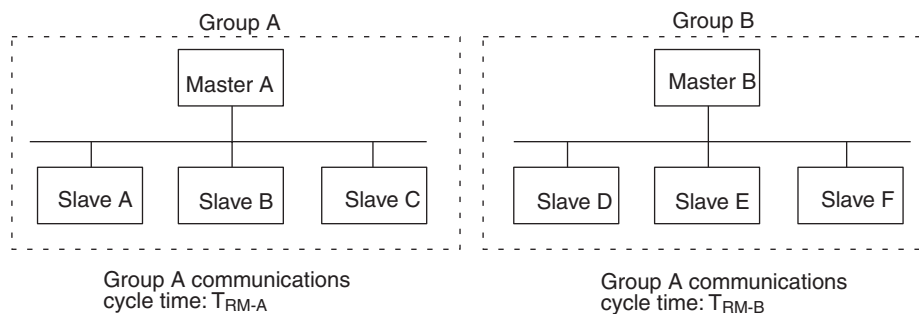 Group A
Group B
Master A
Master B
Slave A
Slave B
Slave C
Slave D
Slave E
Slave F
Group A communications
cycle time: TRM-A
Group A communications
cycle time: TRM-B